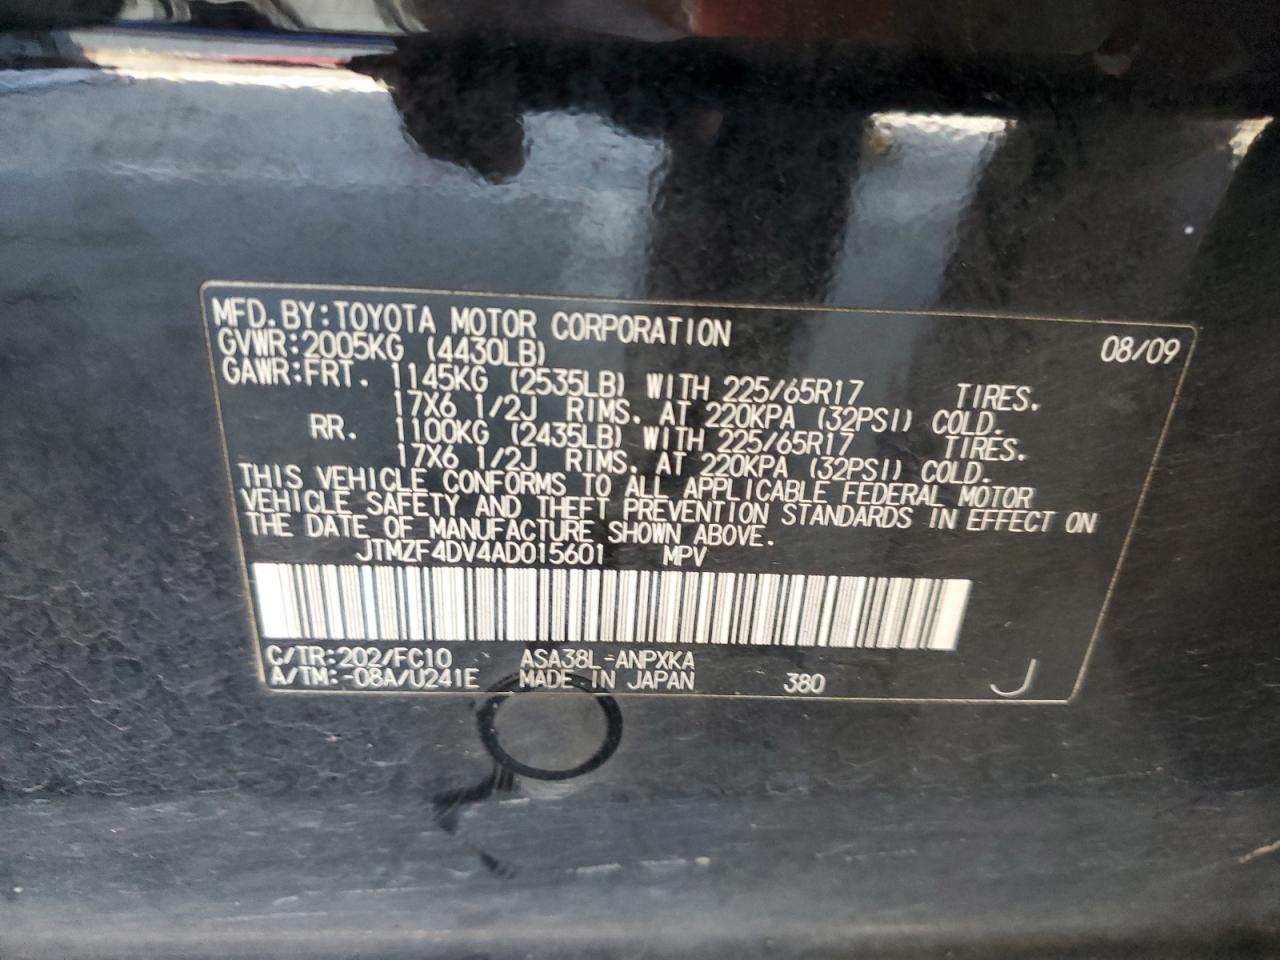 MFD. BY: TOYOTA MOTOR CORPORATION 08/09
GVWR: 2005KG (4430LB)
GAWR: FRT. 1145KG (2535LB) WITH 225/65R17 TIRES.
17X6 1/2J RIMS. AT 220KPA (32PSI) COLD.
RR. 1100KG (2435LB) WITH 225/65R17 TIRES.
17X6 1/2J RIMS. AT 220KPA (32PSI) COLD.
THIS VEHICLE CONFORMS TO ALL APPLICABLE FEDERAL MOTOR
VEHICLE SAFETY AND THEFT PREVENTION STANDARDS IN EFFECT ON
THE DATE OF MANUFACTURE SHOWN ABOVE.
JTMZF4DV4AD015601 MPV
C/TR: 202/FC10 ASA38L-ANPXKA
A/TM: -08A/U241E MADE IN JAPAN 380 J